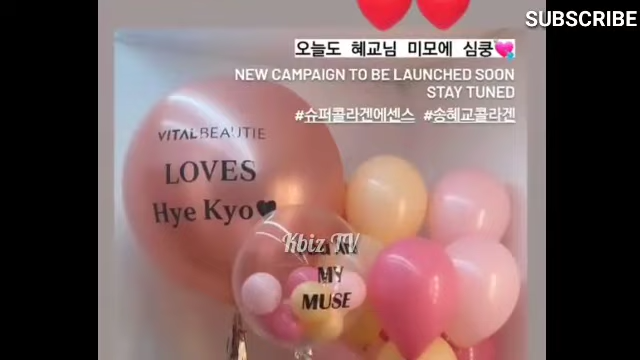 SUBSCRIBE
오늘도 혜교님 미모에 심쿵💘
NEW CAMPAIGN TO BE LAUNCHED SOON
STAY TUNED
#슈퍼콜라겐에센스 #송혜교콜라겐
VITALBEAUTIE
LOVES
Hye Kyo♥
Kbiz TV
MY
MUSE